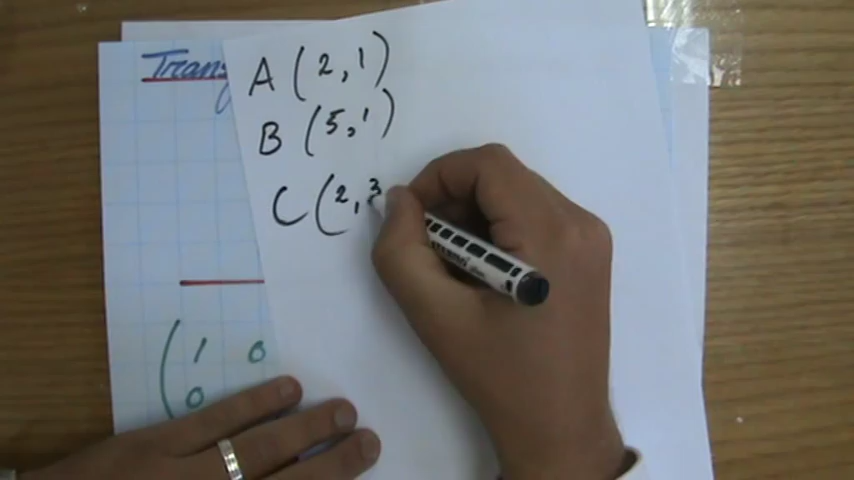 Trans
A (2,1)
B (5,1)
C (2,3
1 0
0